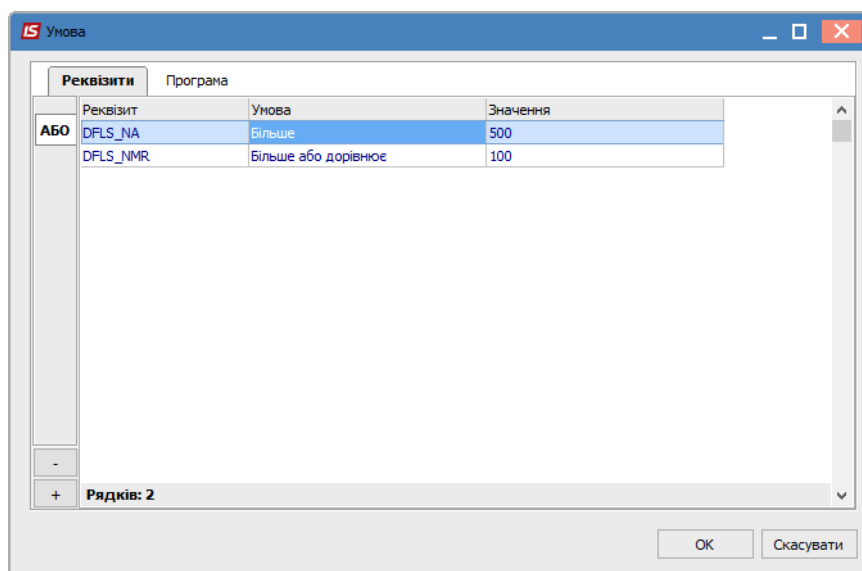 IS Умова
Реквізити Програма
Реквізит Умова Значення
АБО DFLS_NA Більше 500
DFLS_NMR Більше або дорівнює 100
-
+ Рядків: 2
OK Скасувати